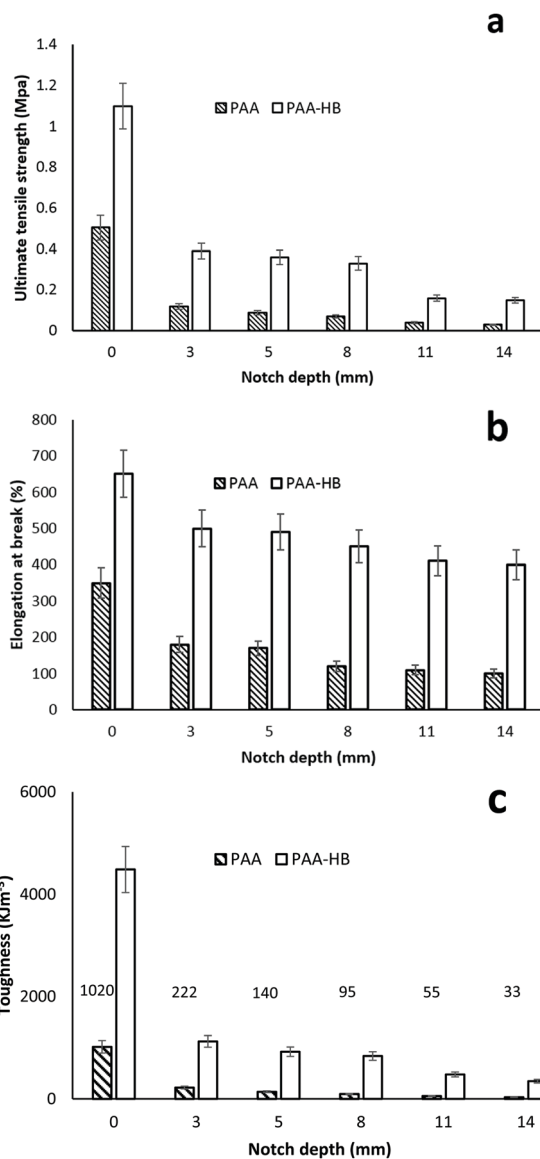 a
1.4
1.2
1
0.8
0.6
0.4
0.2
0
Ultimate tensile strength (Mpa)
PAA PAA-HB
0 3 5 8 11 14
Notch depth (mm)
b
800
700
600
500
400
300
200
100
0
Elongation at break (%)
PAA PAA-HB
0 3 5 8 11 14
Notch depth (mm)
c
6000
4000
2000
0
Toughness (KJm-3)
PAA PAA-HB
1020 222 140 95 55 33
0 3 5 8 11 14
Notch depth (mm)